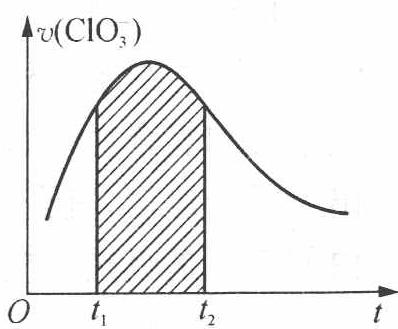 v(ClO₃⁻)
O t₁ t₂ t